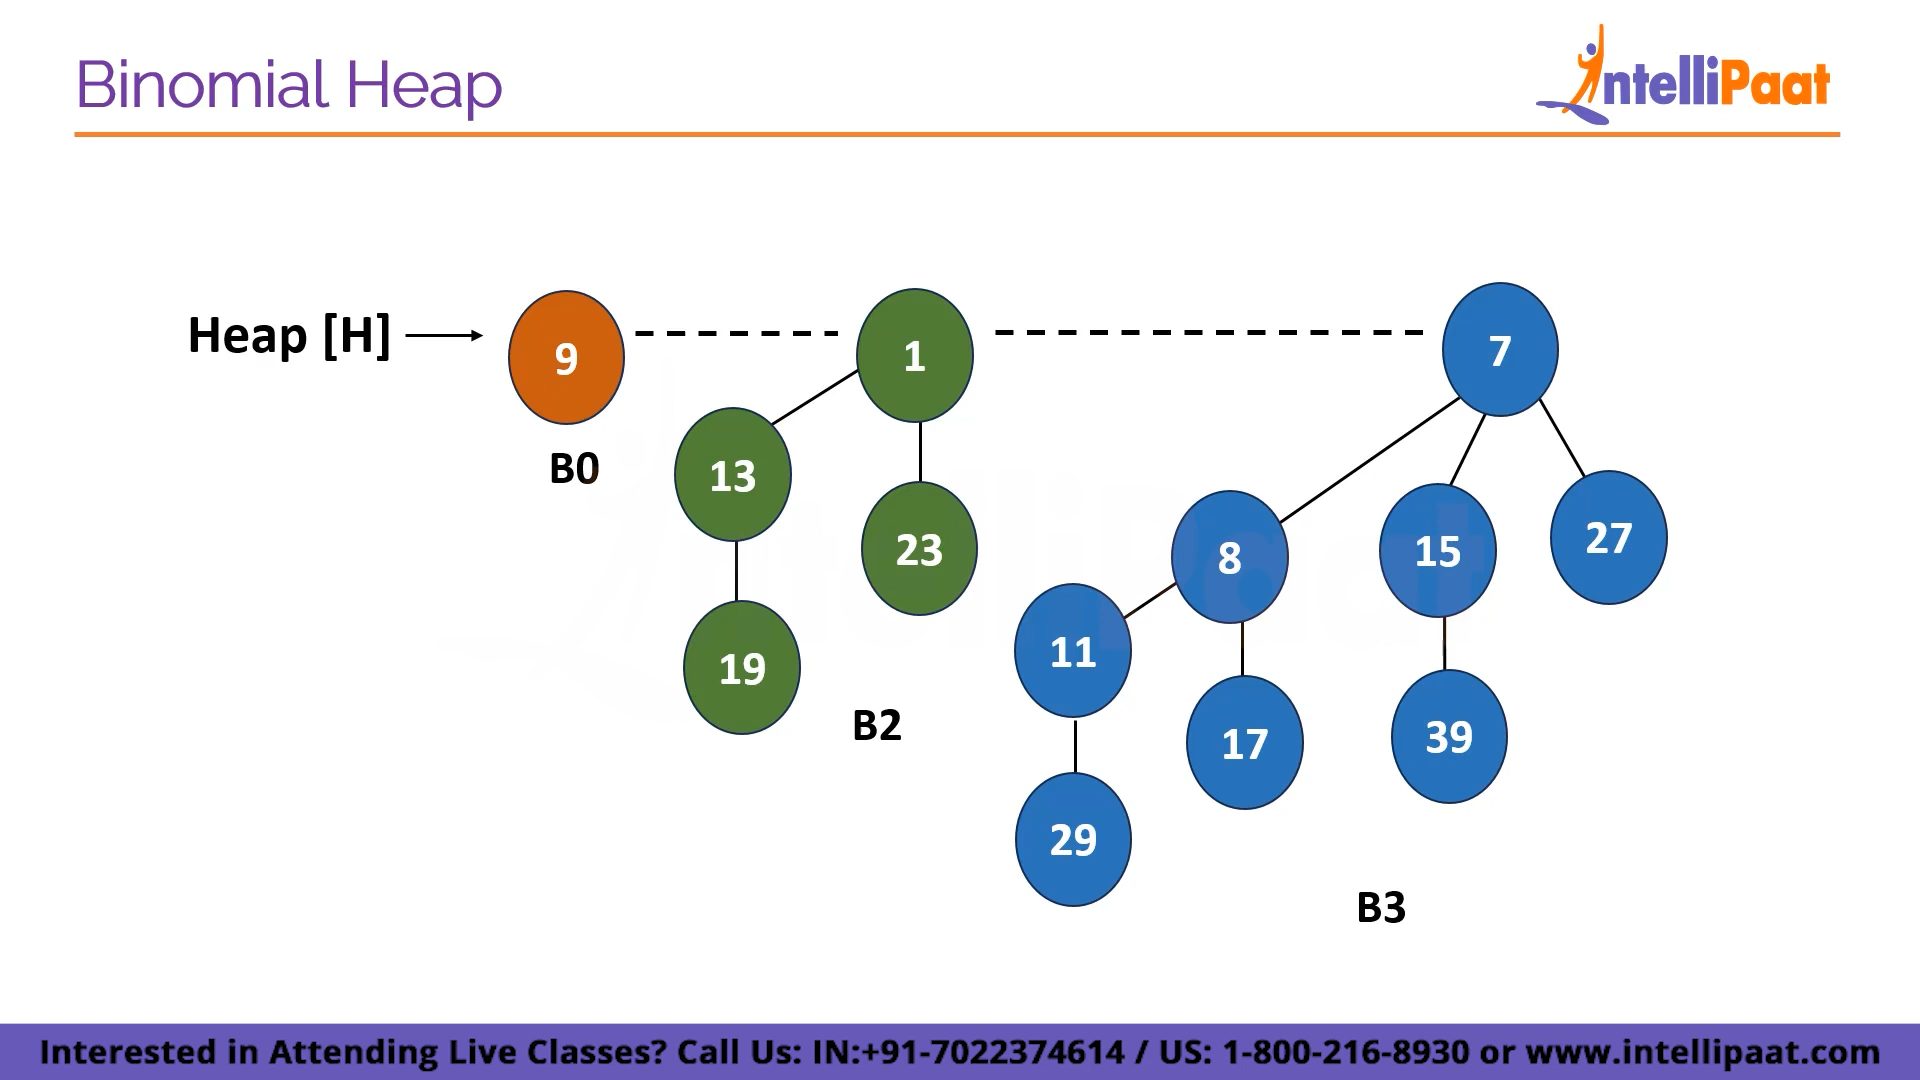 Binomial Heap
IntelliPaat
Heap [H]
9
1
7
B0
13
23
8
15
27
19
11
17
39
B2
29
B3
Interested in Attending Live Classes? Call Us: IN:+91-7022374614 / US: 1-800-216-8930 or www.intellipaat.com